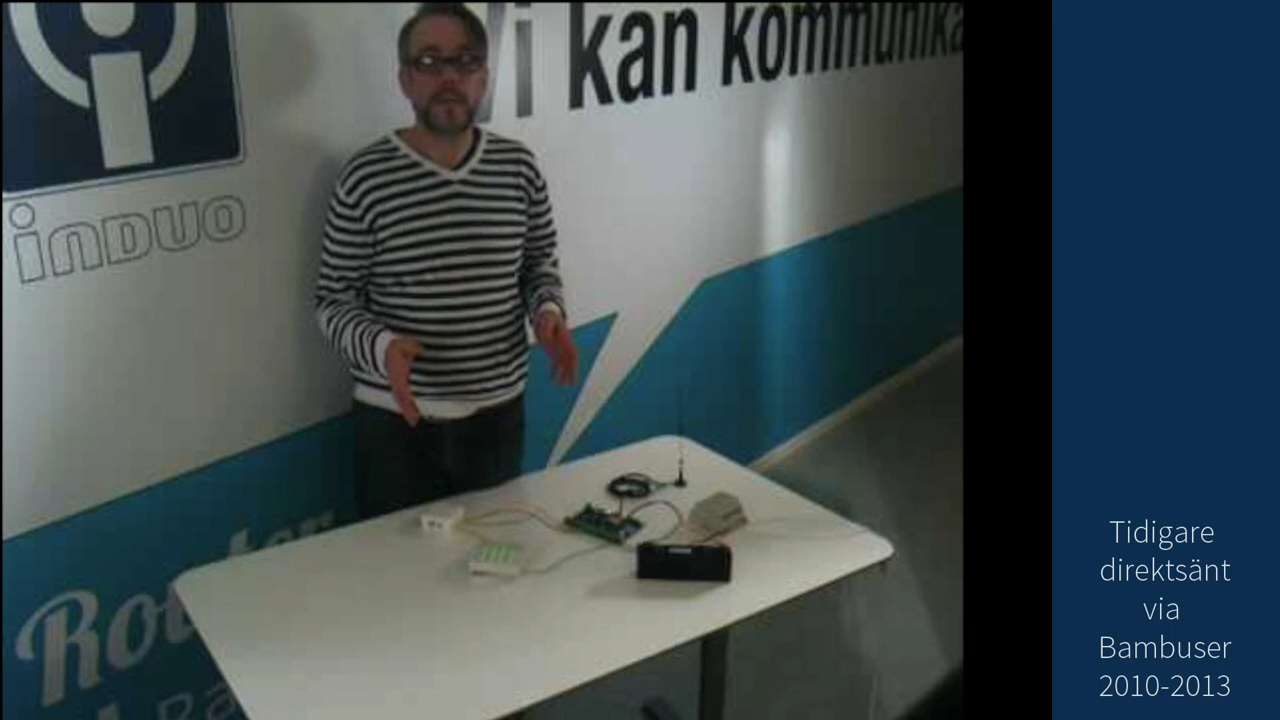 Vi kan kommunika
INDUO
Tidigare
direktsänt
via
Bambuser
2010-2013